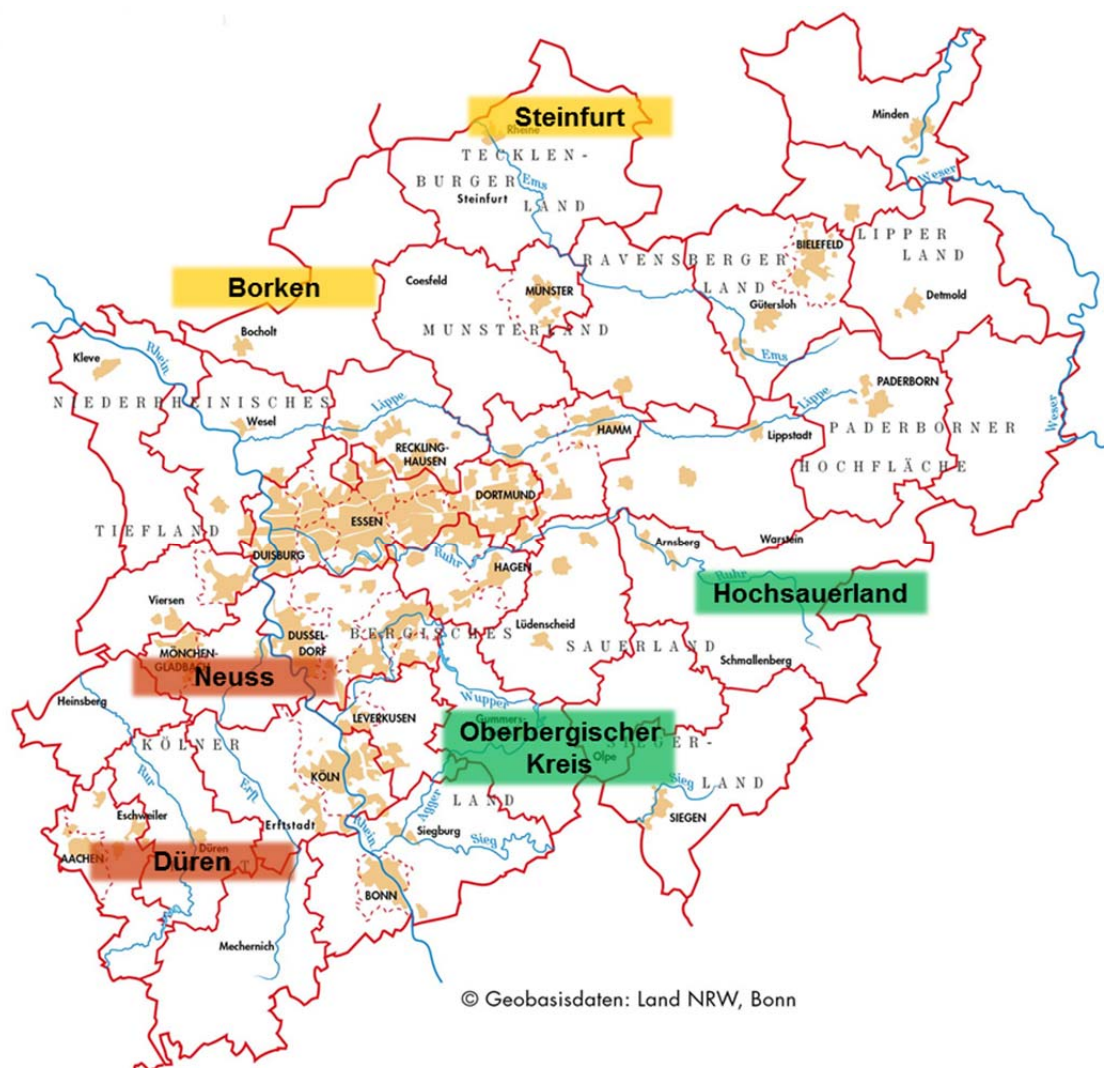 Minden
Steinfurt
Rheine
TECKLEN-
BURGER
Ems
Weser
Steinfurt
LAND
LIPPER
LAND
BIELEFELD
RAVENSBERGER
LAND
Coesfeld
Borken
MÜNSTER
Gütersloh
Detmold
MUNSTERLAND
Bocholt
Kleve
Rhein
Ems
PADERBORN
NIEDERRHEINISCHES
Lippe
Lippe
Weser
Wesel
HAMM
Lippstadt
PADERBORNER
RECKLING-
HAUSEN
HOCHFLÄCHE
DORTMUND
ESSEN
TIEFLAND
Arnsberg
Warstein
DUISBURG
Ruhr
HAGEN
Ruhr
Hochsauerland
Viersen
Lüdenscheid
DUSSEL-
DORF
BERGISCHES
SAUERLAND
MÖNCHEN-
GLADBACH
Schmallenberg
Neuss
Heinsberg
Wupper
LEVERKUSEN
Gummers-
Oberbergischer
Kreis
KÖLNER
SIEGER-
Olpe
KÖLN
Rur
Erft
Sieg
LAND
Agger
LAND
Eschweiler
Erftstadt
Rhein
Siegburg
Sieg
SIEGEN
Düren
AACHEN
Düren
T
BONN
Mechernich
© Geobasisdaten: Land NRW, Bonn